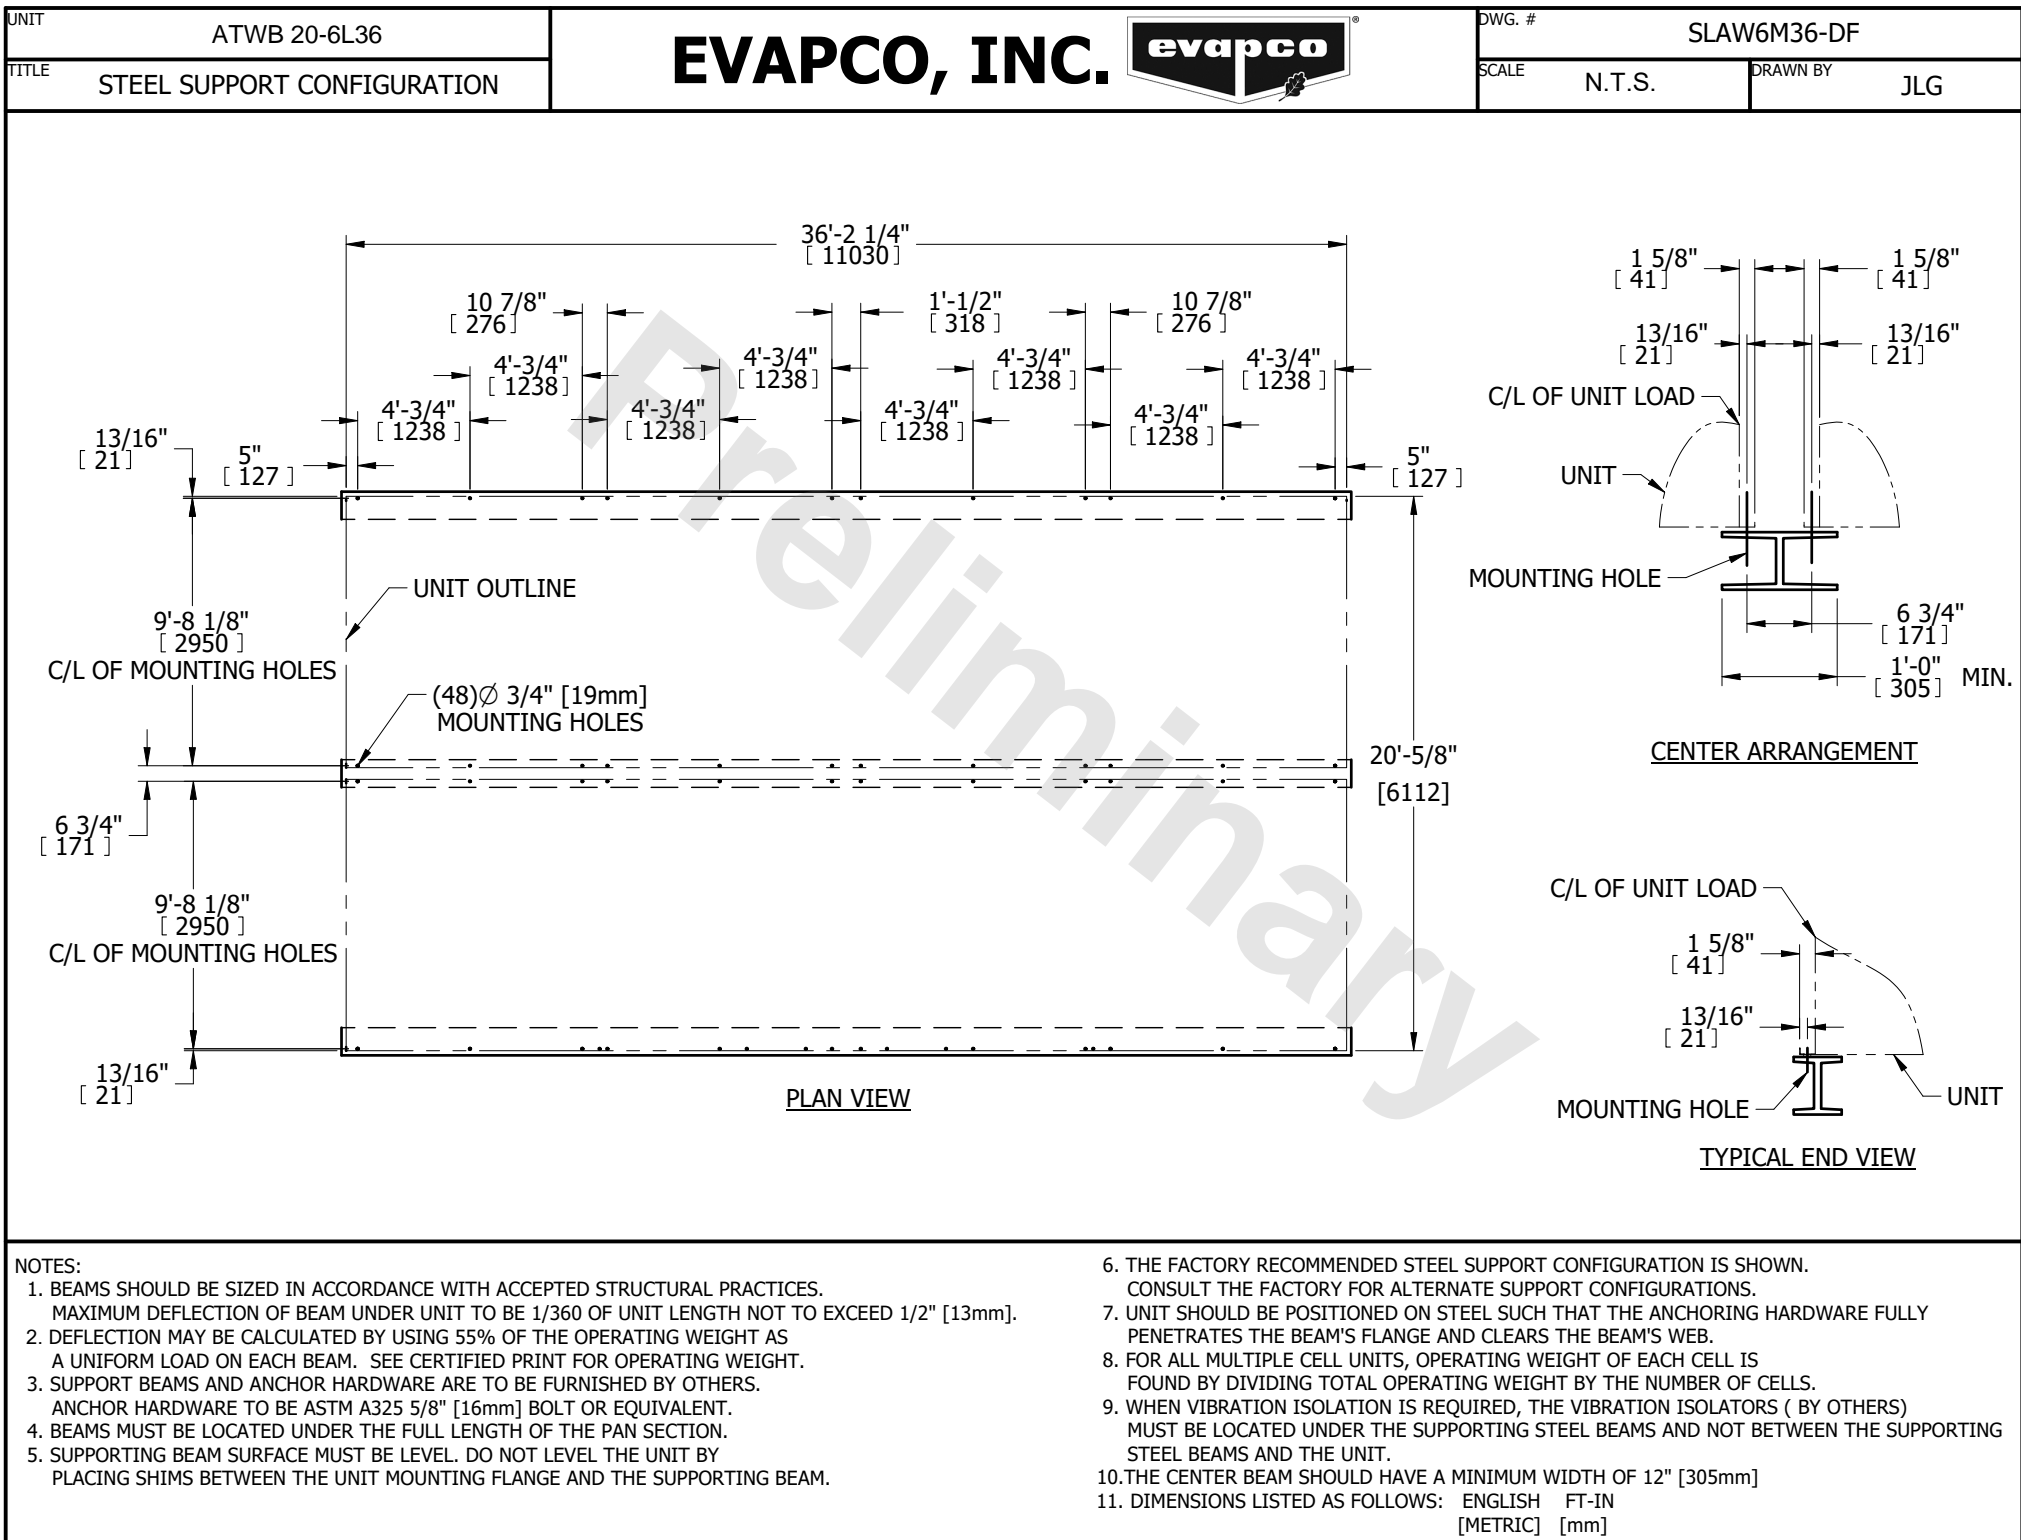 UNIT
ATWB 20-6L36
TITLE
STEEL SUPPORT CONFIGURATION
EVAPCO, INC.
evapco
®
DWG. #
SLAW6M36-DF
SCALE
N.T.S.
DRAWN BY
JLG
36'-2 1/4"
[ 11030]
10 7/8"
[ 276]
1'-1/2"
[ 318 ]
10 7/8"
[ 276 ]
4'-3/4"
[ 1238]
4'-3/4"
[ 1238]
4'-3/4"
[ 1238]
4'-3/4"
[ 1238]
4'-3/4"
[ 1238 ]
4'-3/4"
[ 1238]
4'-3/4"
[ 1238]
4'-3/4"
[ 1238]
13/16"
[ 21]
5"
[ 127 ]
5"
[ 127 ]
UNIT OUTLINE
9'-8 1/8"
[ 2950 ]
C/L OF MOUNTING HOLES
(48)Ø 3/4" [19mm]
MOUNTING HOLES
20'-5/8"
[6112]
6 3/4"
[ 171 ]
9'-8 1/8"
[ 2950 ]
C/L OF MOUNTING HOLES
13/16"
[ 21]
PLAN VIEW
Preliminary
1 5/8"
[ 41]
1 5/8"
[ 41]
13/16"
[ 21]
13/16"
[ 21]
C/L OF UNIT LOAD
UNIT
MOUNTING HOLE
6 3/4"
[ 171]
1'-0"
[ 305] MIN.
CENTER ARRANGEMENT
C/L OF UNIT LOAD
1 5/8"
[ 41]
13/16"
[ 21]
MOUNTING HOLE
UNIT
TYPICAL END VIEW
NOTES:
1. BEAMS SHOULD BE SIZED IN ACCORDANCE WITH ACCEPTED STRUCTURAL PRACTICES.
MAXIMUM DEFLECTION OF BEAM UNDER UNIT TO BE 1/360 OF UNIT LENGTH NOT TO EXCEED 1/2" [13mm].
2. DEFLECTION MAY BE CALCULATED BY USING 55% OF THE OPERATING WEIGHT AS
A UNIFORM LOAD ON EACH BEAM. SEE CERTIFIED PRINT FOR OPERATING WEIGHT.
3. SUPPORT BEAMS AND ANCHOR HARDWARE ARE TO BE FURNISHED BY OTHERS.
ANCHOR HARDWARE TO BE ASTM A325 5/8" [16mm] BOLT OR EQUIVALENT.
4. BEAMS MUST BE LOCATED UNDER THE FULL LENGTH OF THE PAN SECTION.
5. SUPPORTING BEAM SURFACE MUST BE LEVEL. DO NOT LEVEL THE UNIT BY
PLACING SHIMS BETWEEN THE UNIT MOUNTING FLANGE AND THE SUPPORTING BEAM.
6. THE FACTORY RECOMMENDED STEEL SUPPORT CONFIGURATION IS SHOWN.
CONSULT THE FACTORY FOR ALTERNATE SUPPORT CONFIGURATIONS.
7. UNIT SHOULD BE POSITIONED ON STEEL SUCH THAT THE ANCHORING HARDWARE FULLY
PENETRATES THE BEAM'S FLANGE AND CLEARS THE BEAM'S WEB.
8. FOR ALL MULTIPLE CELL UNITS, OPERATING WEIGHT OF EACH CELL IS
FOUND BY DIVIDING TOTAL OPERATING WEIGHT BY THE NUMBER OF CELLS.
9. WHEN VIBRATION ISOLATION IS REQUIRED, THE VIBRATION ISOLATORS ( BY OTHERS)
MUST BE LOCATED UNDER THE SUPPORTING STEEL BEAMS AND NOT BETWEEN THE SUPPORTING
STEEL BEAMS AND THE UNIT.
10.THE CENTER BEAM SHOULD HAVE A MINIMUM WIDTH OF 12" [305mm]
11. DIMENSIONS LISTED AS FOLLOWS: ENGLISH FT-IN
[METRIC] [mm]